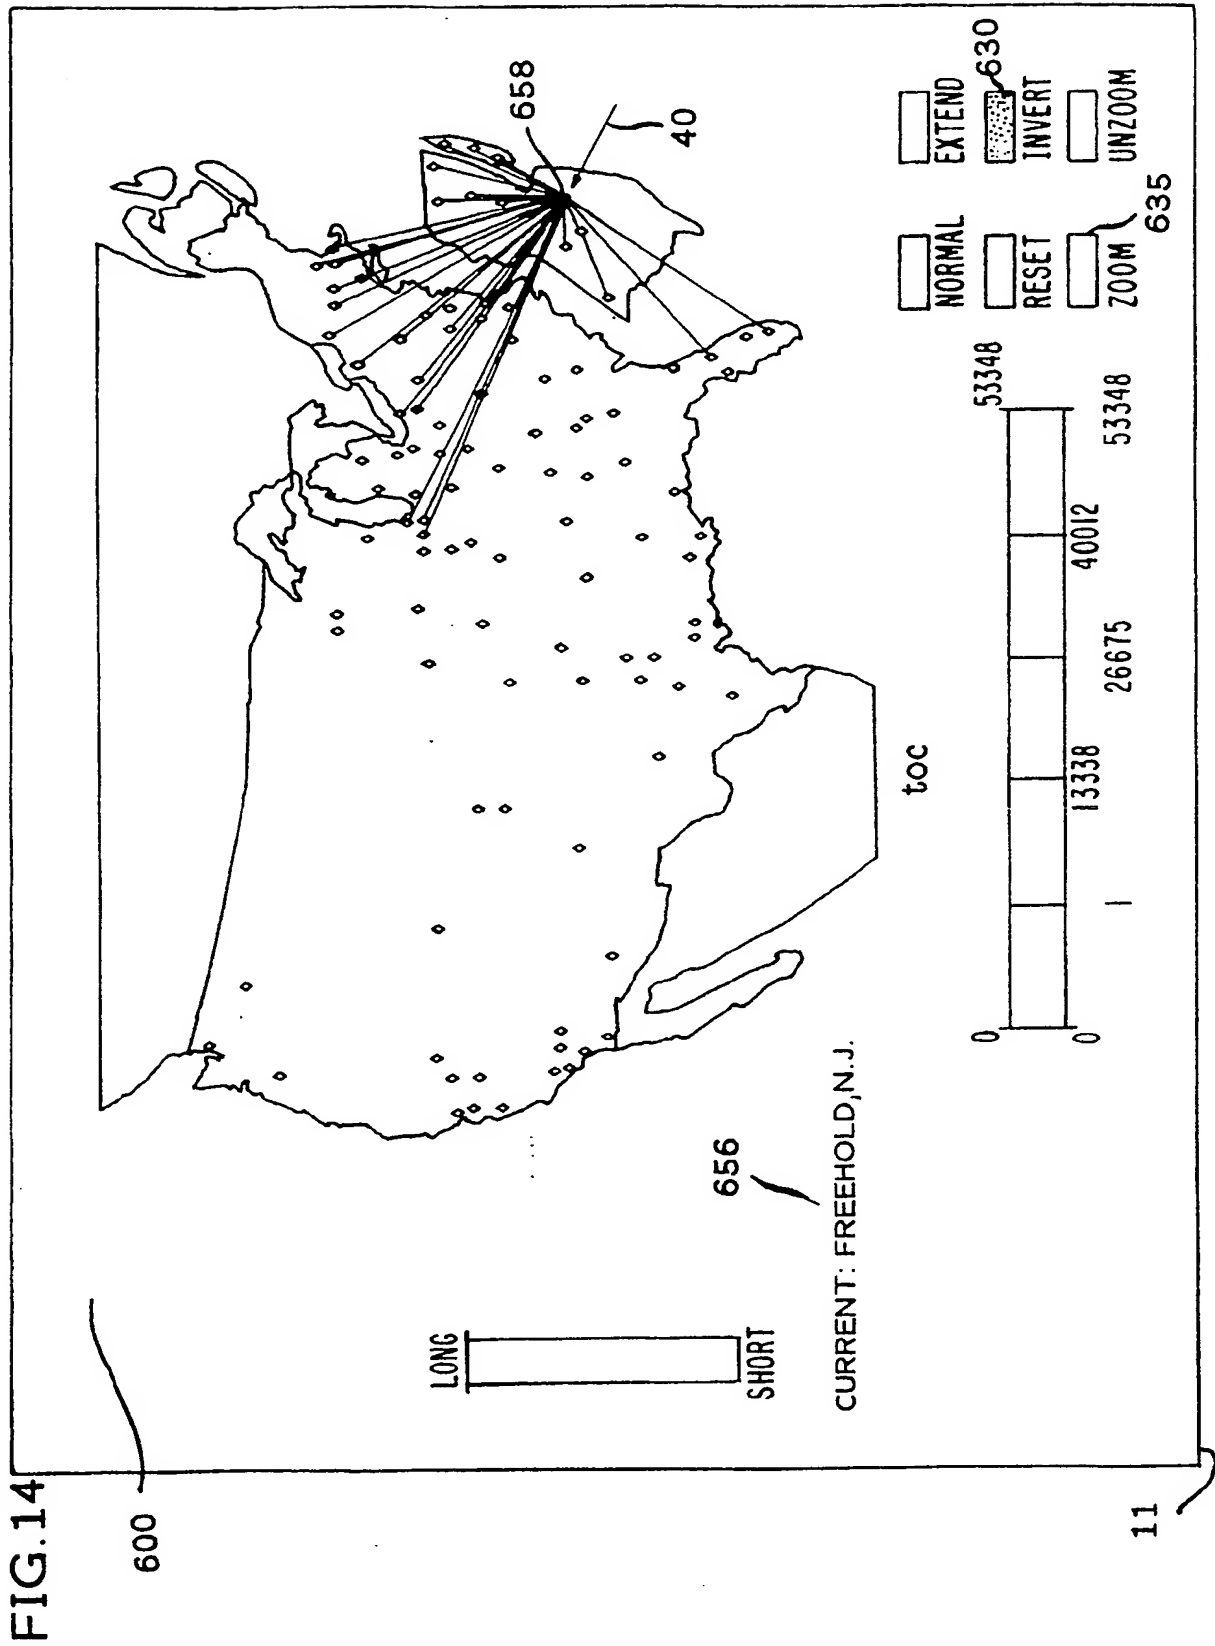 FIG.14
600
658
40
LONG
SHORT
656
CURRENT: FREEHOLD,N.J.
toc
NORMAL
EXTEND
RESET
INVERT
630
ZOOM
UNZOOM
635
0
53348
0
1
13338
26675
40012
53348
11